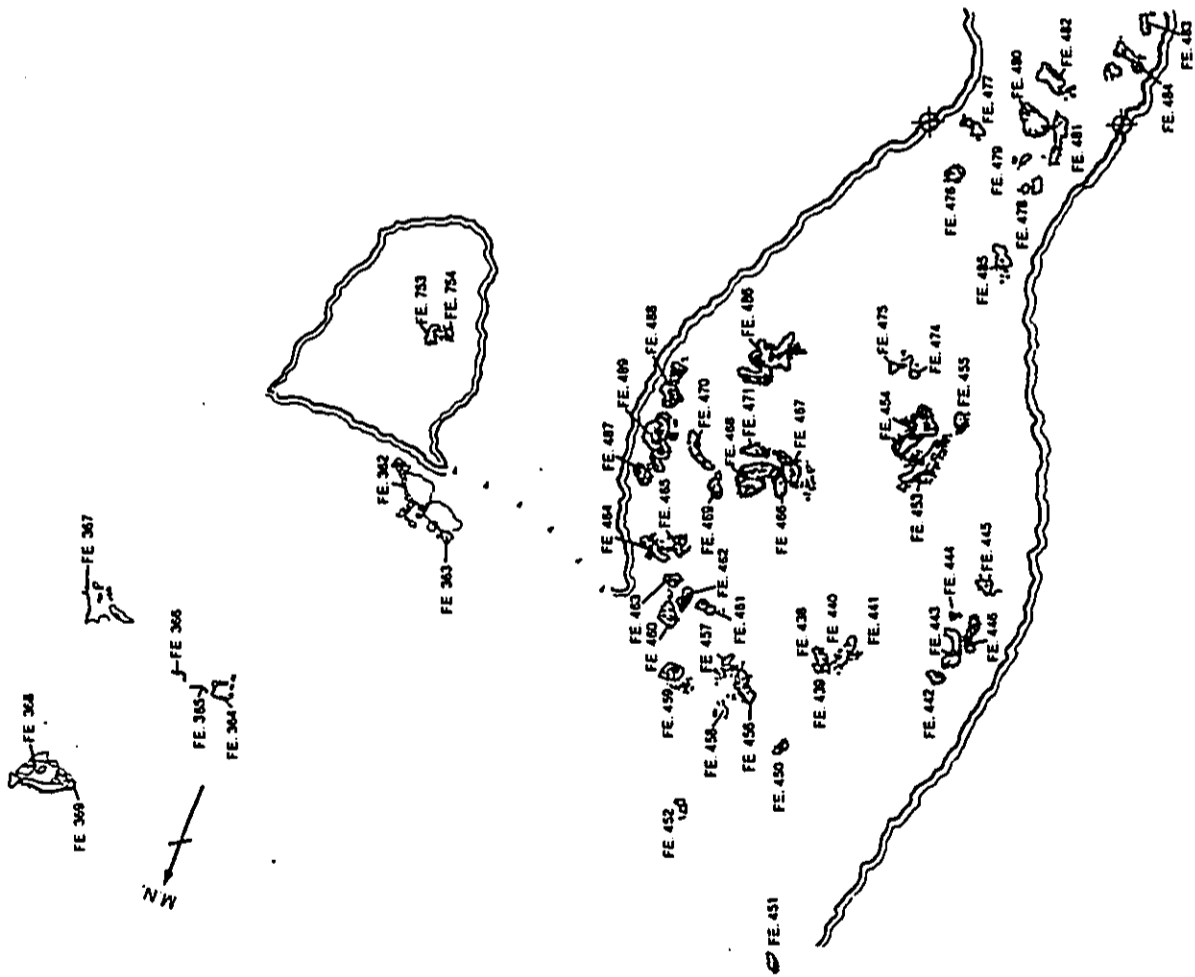 FE 368
FE 369
FE 367
FE 366
FE. 365
FE. 364
M.N.
FE. 362
FE 363
FE 753
FE. 754
FE. 451
FE. 452
FE. 450
FE. 459
FE. 458
FE 456
FE. 457
FE. 460
FE. 463
FE. 462
FE. 461
FE 464
FE. 465
FE. 487
FE. 489
FE. 488
FE. 470
FE. 469
FE. 468
FE. 471
FE. 486
FE. 466
FE. 467
FE. 438
FE. 439
FE. 440
FE. 441
FE. 442
FE. 443
FE. 444
FE. 445
FE. 446
FE. 453
FE. 454
FE. 455
FE. 475
FE. 474
FE. 485
FE. 476
FE. 477
FE. 478
FE. 479
FE. 480
FE. 481
FE. 482
FE. 484
FE. 483